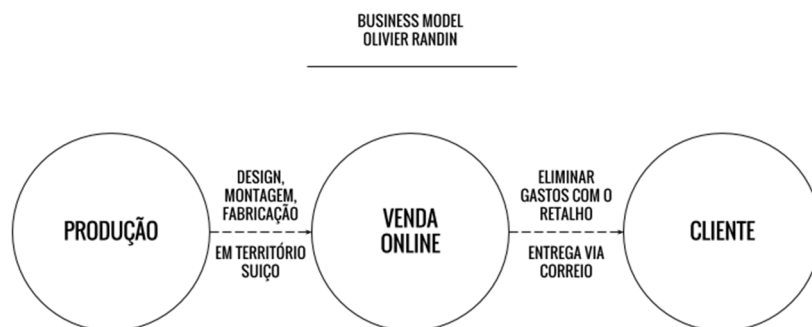 BUSINESS MODEL
OLIVIER RANDIN
PRODUÇÃO
DESIGN,
MONTAGEM,
FABRICAÇÃO
EM TERRITÓRIO
SUIÇO
VENDA
ONLINE
ELIMINAR
GASTOS COM O
RETALHO
ENTREGA VIA
CORREIO
CLIENTE